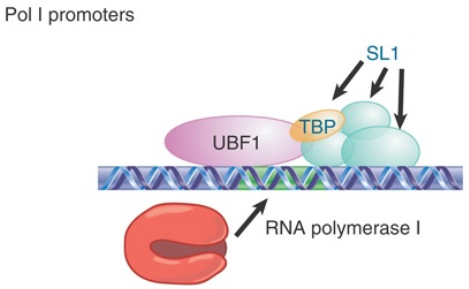 Pol I promoters
SL1
TBP
UBF1
RNA polymerase I